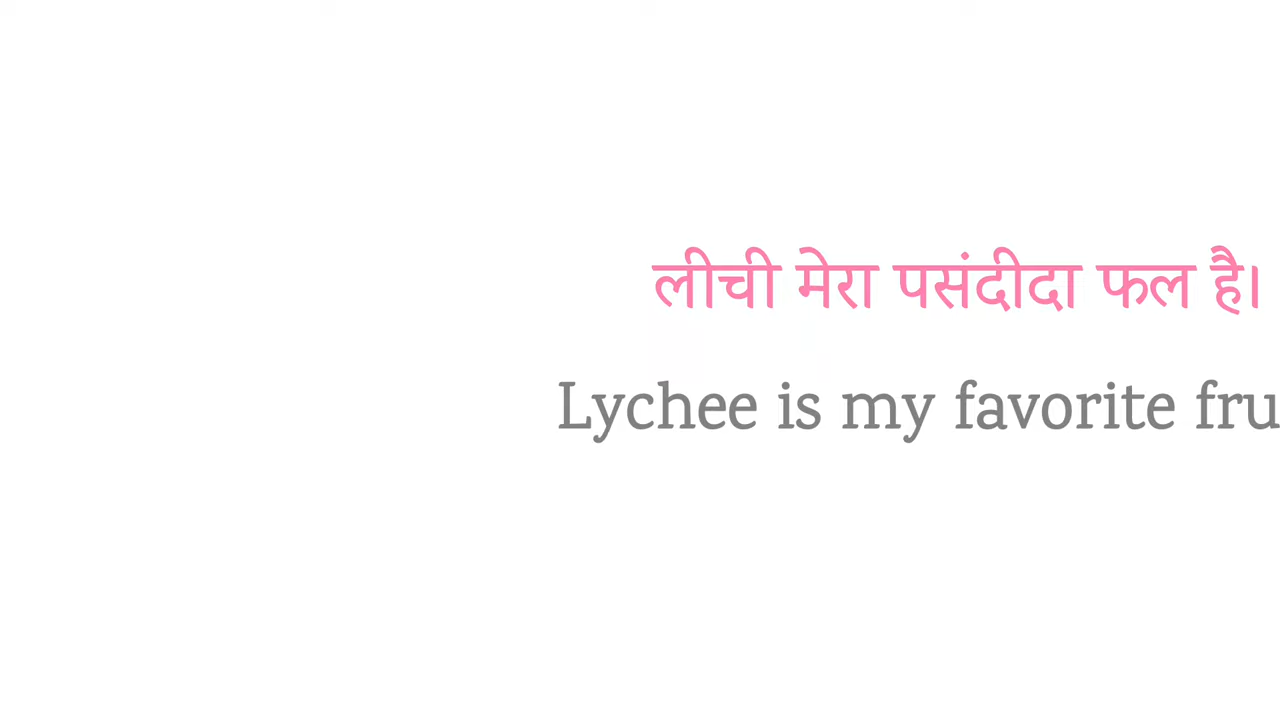 लीची मेरा पसंदीदा फल है।
Lychee is my favorite fru